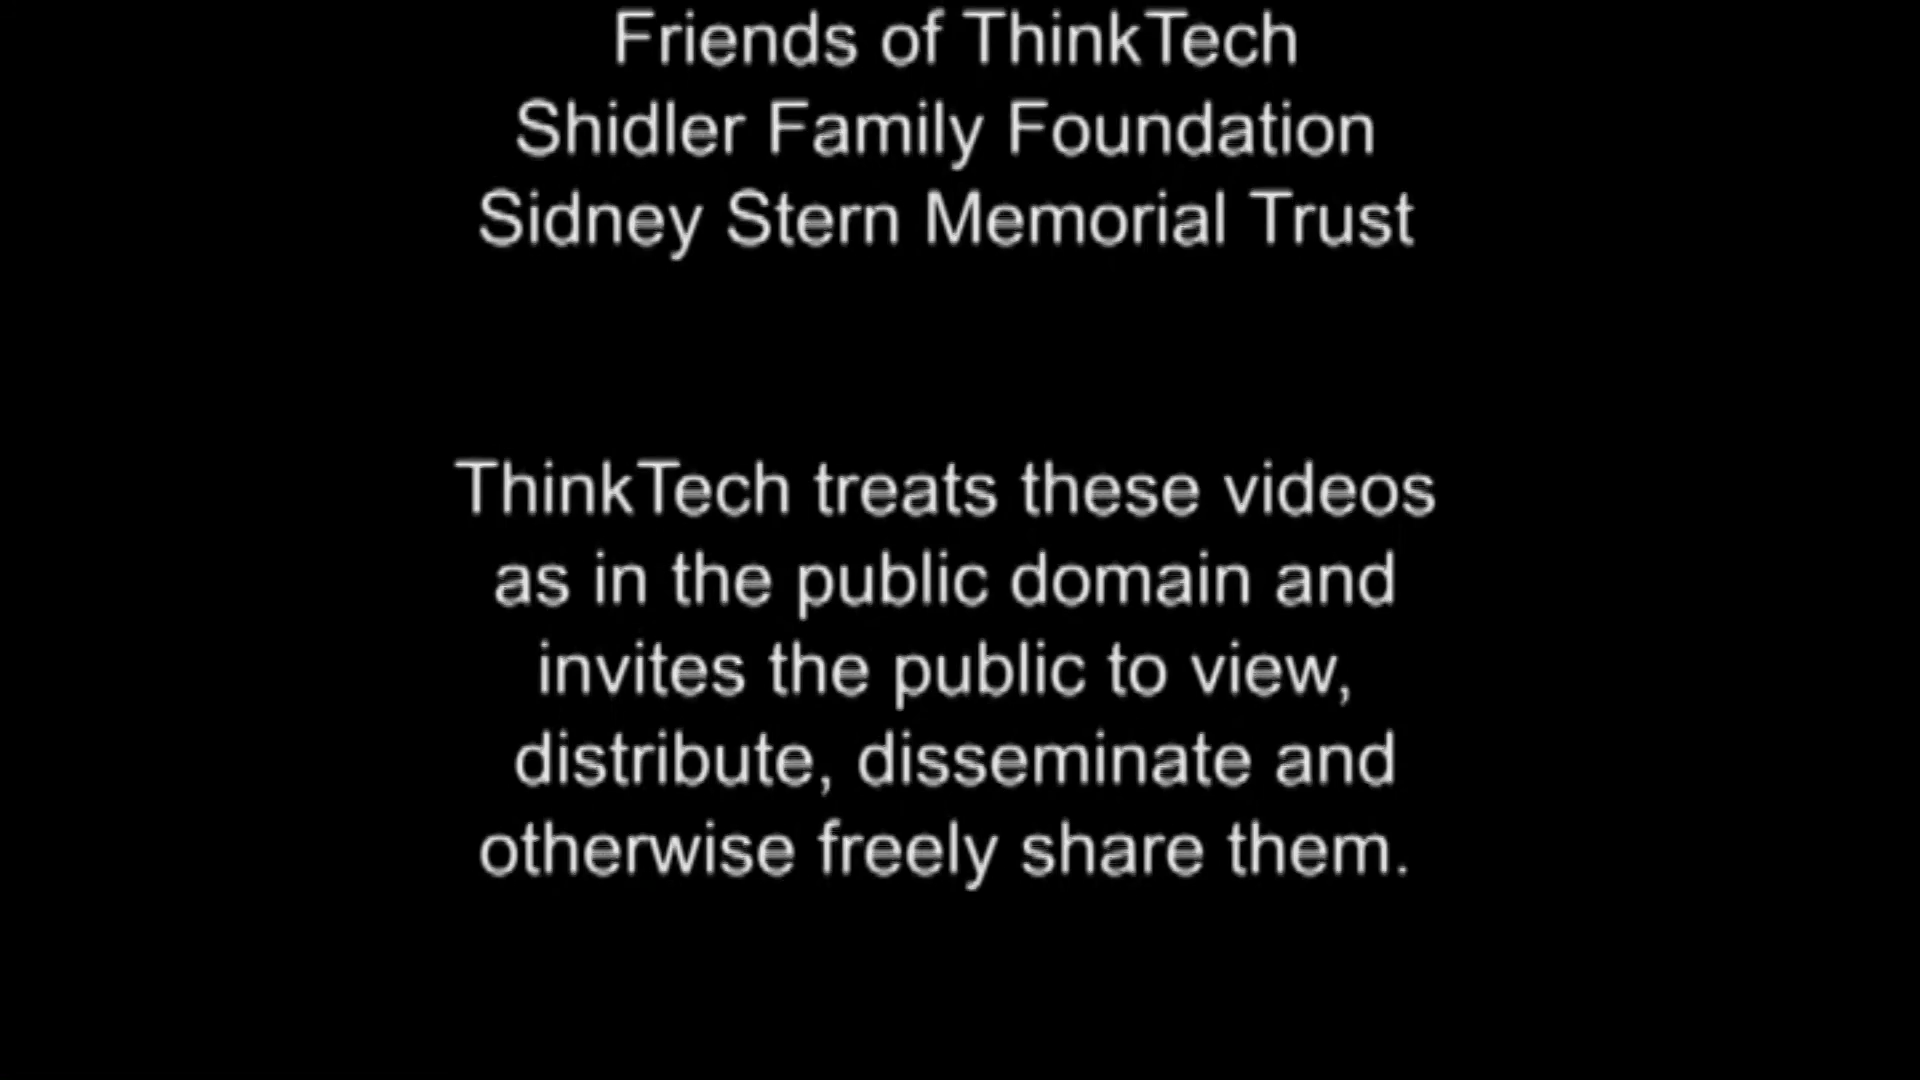 Friends of ThinkTech
Shidler Family Foundation
Sidney Stern Memorial Trust
ThinkTech treats these videos
as in the public domain and
invites the public to view,
distribute, disseminate and
otherwise freely share them.